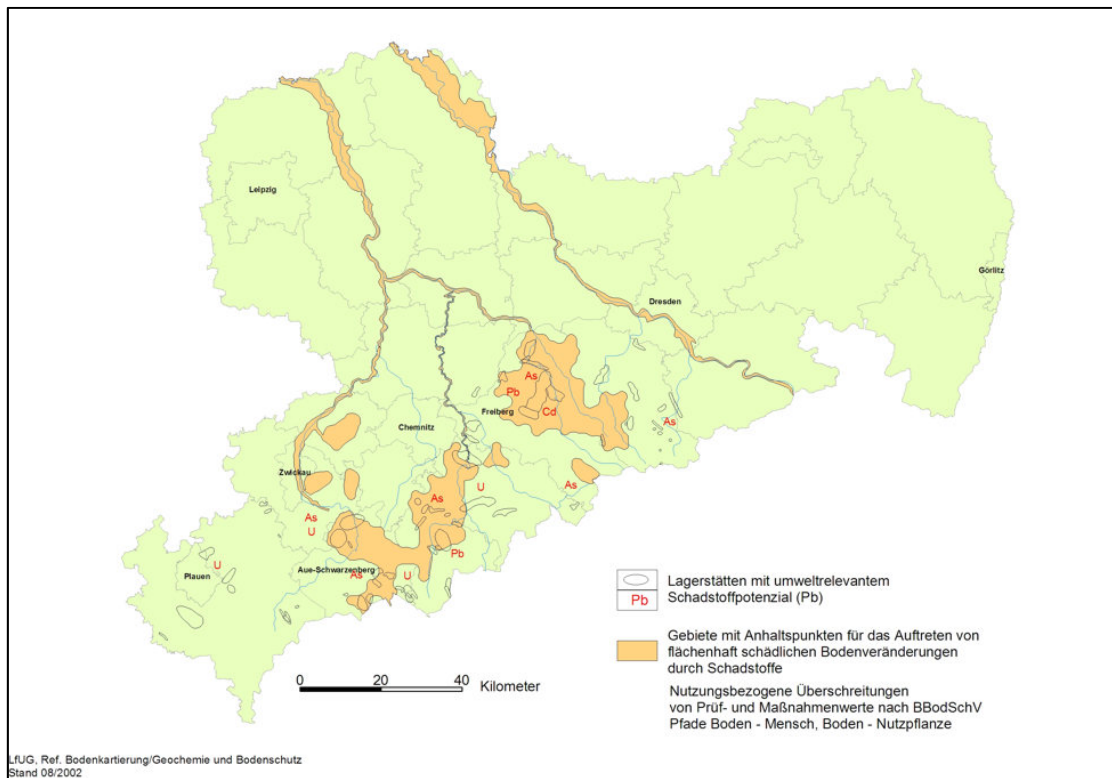 Leipzig
Görlitz
Dresden
As
Pb
Freiberg
Cd
Chemnitz
As
Zwickau
U
As
As
As
U
Pb
U
Plauen
Aue-Schwarzenberg
As
U
Lagerstätten mit umweltrelevantem
Pb Schadstoffpotenzial (Pb)
Gebiete mit Anhaltspunkten für das Auftreten von
flächenhaft schädlichen Bodenveränderungen
durch Schadstoffe
0 20 40 Kilometer
Nutzungsbezogene Überschreitungen
von Prüf- und Maßnahmenwerte nach BBodSchV
Pfade Boden - Mensch, Boden - Nutzpflanze
LfUG, Ref. Bodenkartierung/Geochemie und Bodenschutz
Stand 08/2002